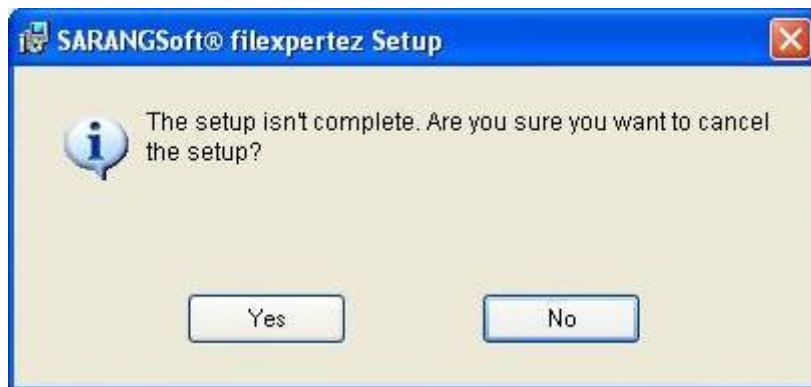 SARANGSoft® filexpertez Setup
The setup isn't complete. Are you sure you want to cancel
the setup?
Yes
No